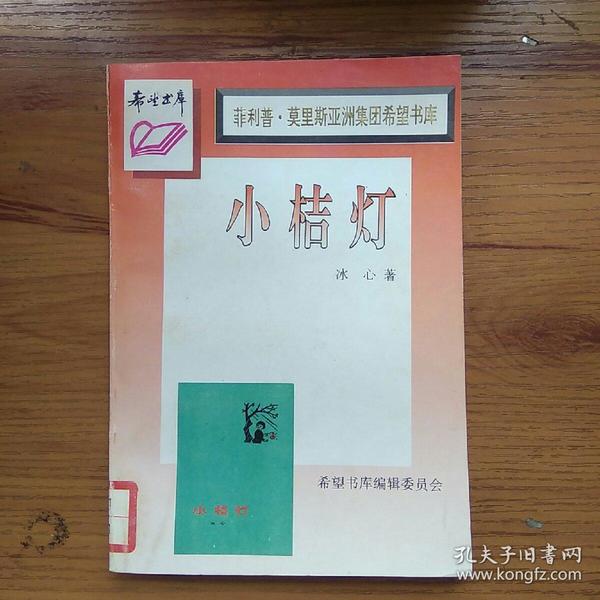 希望书库
菲利普·莫里斯亚洲集团希望书库
小桔灯
冰心著
小桔灯
冰心
希望书库编辑委员会
孔夫子旧书网
www.kongfz.com